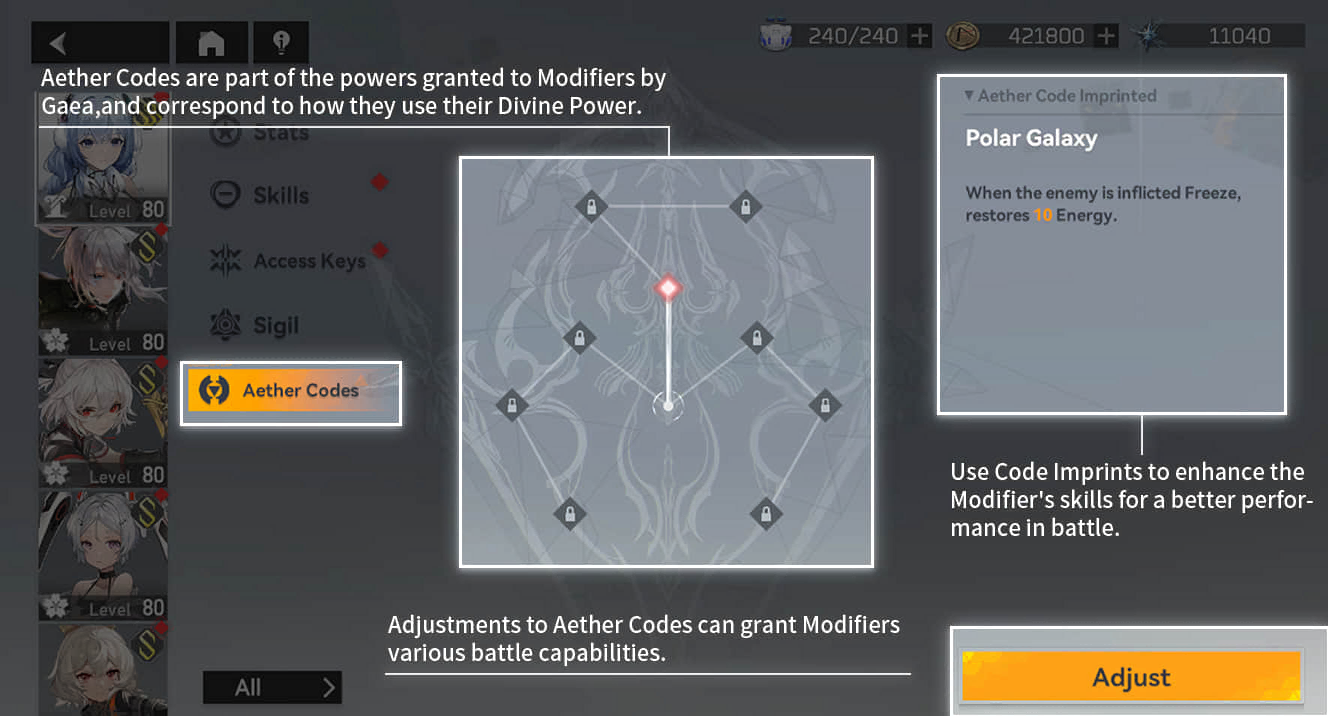 240/240
421800
11040
Aether Codes are part of the powers granted to Modifiers by
Gaea,and correspond to how they use their Divine Power.
Level 80
Level 80
Level 80
Level 80
Stats
Skills
Access Keys
Sigil
Aether Codes
All
▼ Aether Code Imprinted
Polar Galaxy
When the enemy is inflicted Freeze,
restores 10 Energy.
Use Code Imprints to enhance the
Modifier's skills for a better perfor-
mance in battle.
Adjustments to Aether Codes can grant Modifiers
various battle capabilities.
Adjust